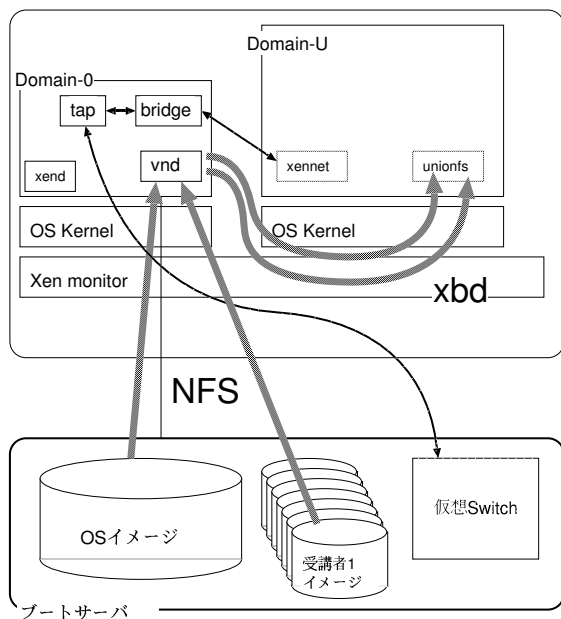 Domain-U
Domain-0
tap
bridge
vnd
xennet
unionfs
xend
OS Kernel
OS Kernel
Xen monitor
xbd
NFS
OSイメージ
仮想Switch
受講者1
イメージ
ブートサーバ